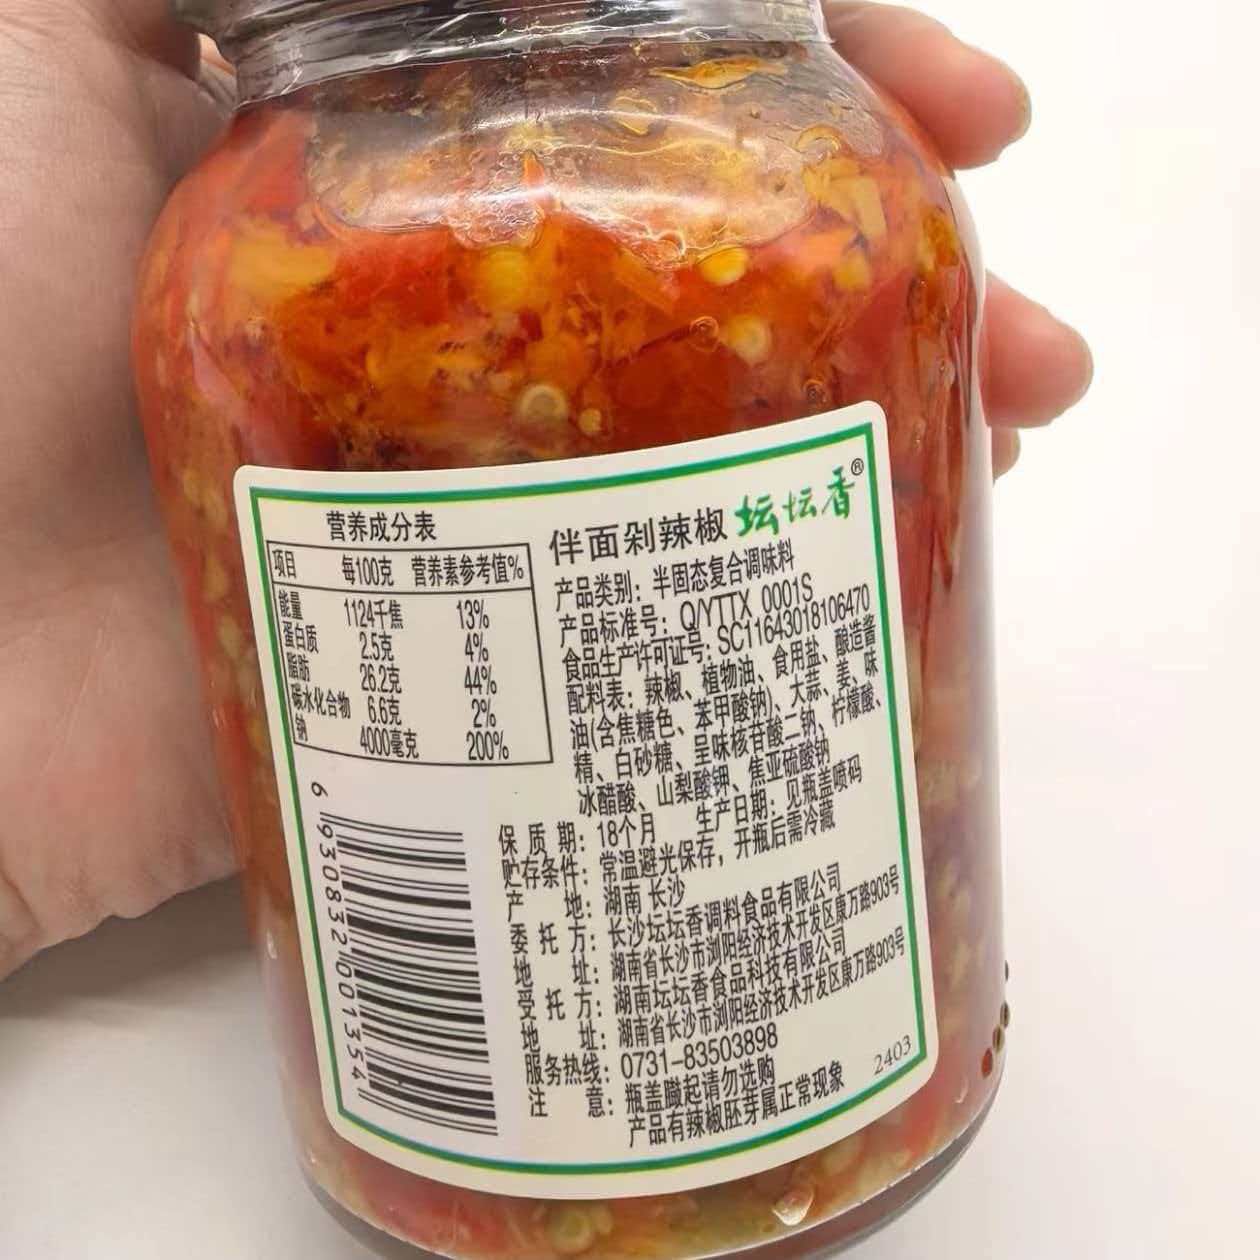 营养成分表
项目 每100克 营养素参考值%
能量 1124千焦 13%
蛋白质 2.5克 4%
脂肪 26.2克 44%
碳水化合物 6.6克 2%
钠 4000毫克 200%
6 930832 001354
伴面剁辣椒 坛坛香®
产品类别：半固态复合调味料
产品标准号：Q/YTTX 0001S
食品生产许可证号：SC11643018106470
配料表：辣椒、植物油、食用盐、酿造酱
油(含焦糖色、苯甲酸钠)、大蒜、姜、味
精、白砂糖、呈味核苷酸二钠、柠檬酸、
冰醋酸、山梨酸钾、焦亚硫酸钠
保质期：18个月 生产日期：见瓶盖喷码
贮存条件：常温避光保存，开瓶后需冷藏
产地：湖南 长沙
委托方：长沙坛坛香调料食品有限公司
地址：湖南省长沙市浏阳经济技术开发区康万路903号
受托方：湖南坛坛香食品科技有限公司
地址：湖南省长沙市浏阳经济技术开发区康万路903号
服务热线：0731-83503898
注意：瓶盖臌起请勿选购
产品有辣椒胚芽属正常现象
2403